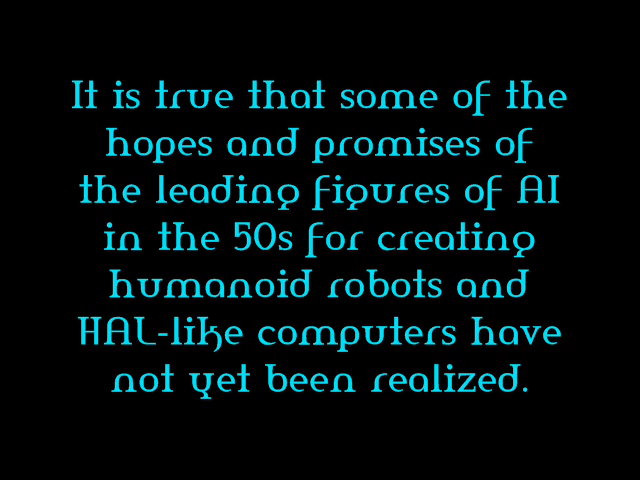 It is true that some of the
hopes and promises of
the leading figures of AI
in the 50s for creating
humanoid robots and
HAL-like computers have
not yet been realized.